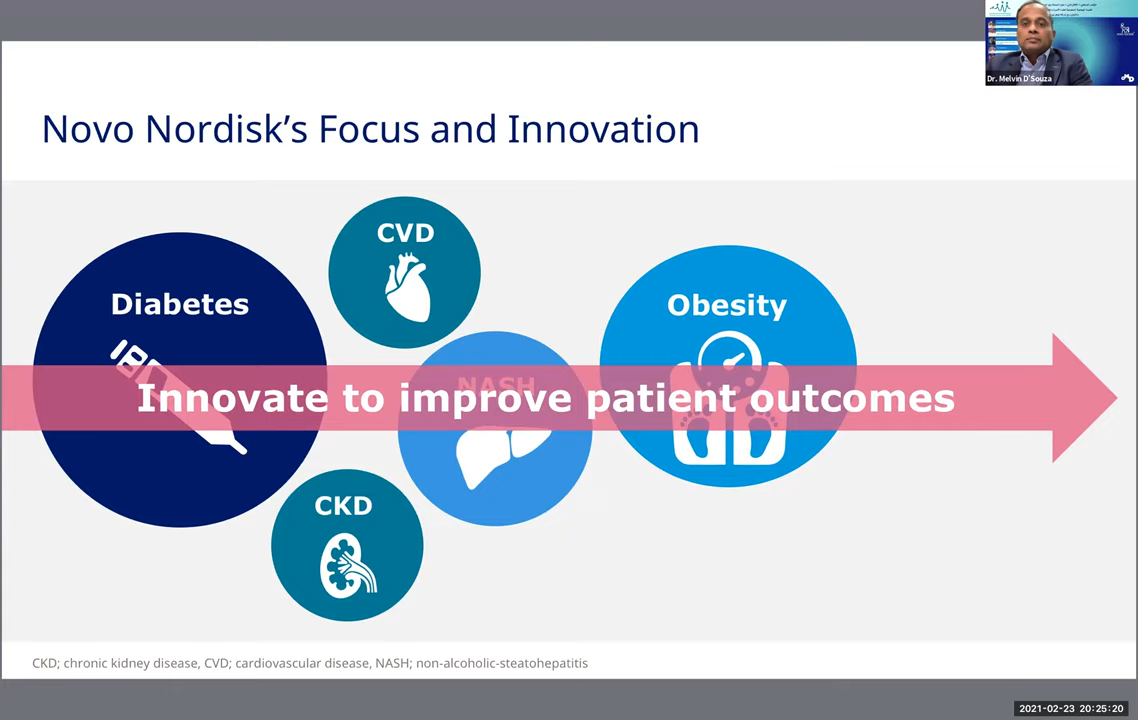 Dr. Melvin D'Souza
Novo Nordisk's Focus and Innovation
CVD
Diabetes
Obesity
NASH
Innovate to improve patient outcomes
CKD
CKD; chronic kidney disease, CVD; cardiovascular disease, NASH; non-alcoholic-steatohepatitis
2021-02-23 20:25:20